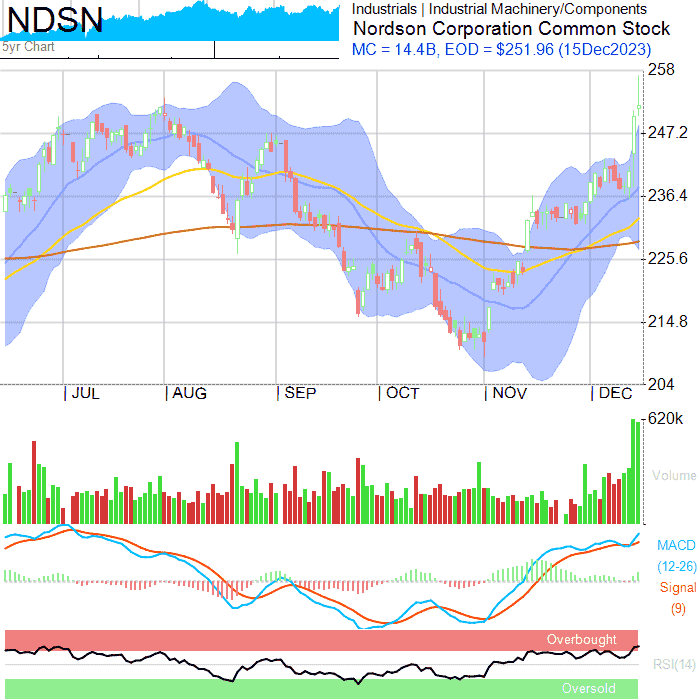 NDSN
5yr Chart
Industrials | Industrial Machinery/Components
Nordson Corporation Common Stock
MC = 14.4B, EOD = $251.96 (15Dec2023)
258
247.2
236.4
225.6
214.8
204
JUL
AUG
SEP
OCT
NOV
DEC
620k
Volume
MACD
(12-26)
Signal
(9)
Overbought
RSI(14)
Oversold